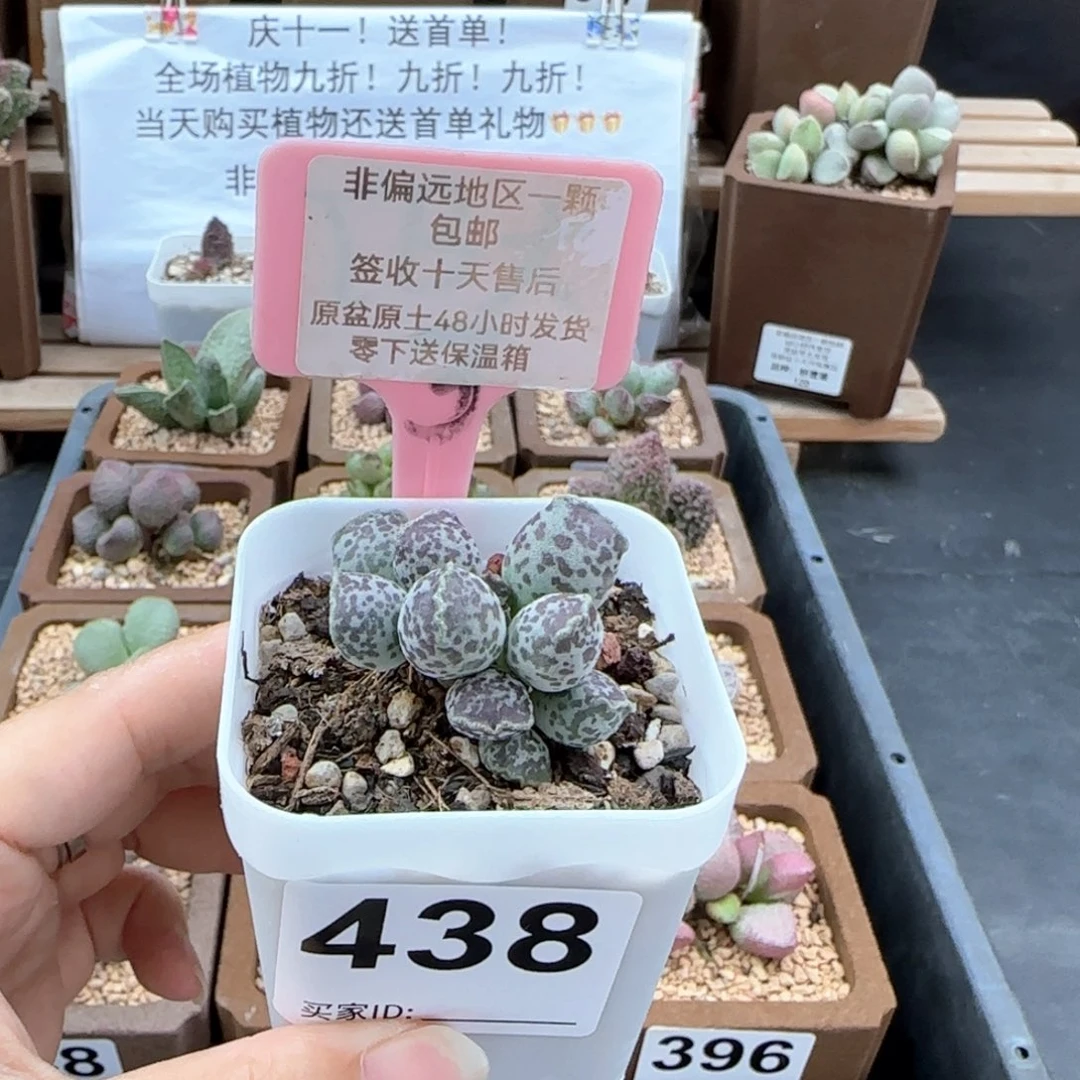 庆十一！送首单！
全场植物九折！九折！九折！
当天购买植物还送首单礼物
非
非偏远地区一颗
包邮
签收十天售后
原盆原土48小时发货
零下送保温箱
438
买家ID:
396
8